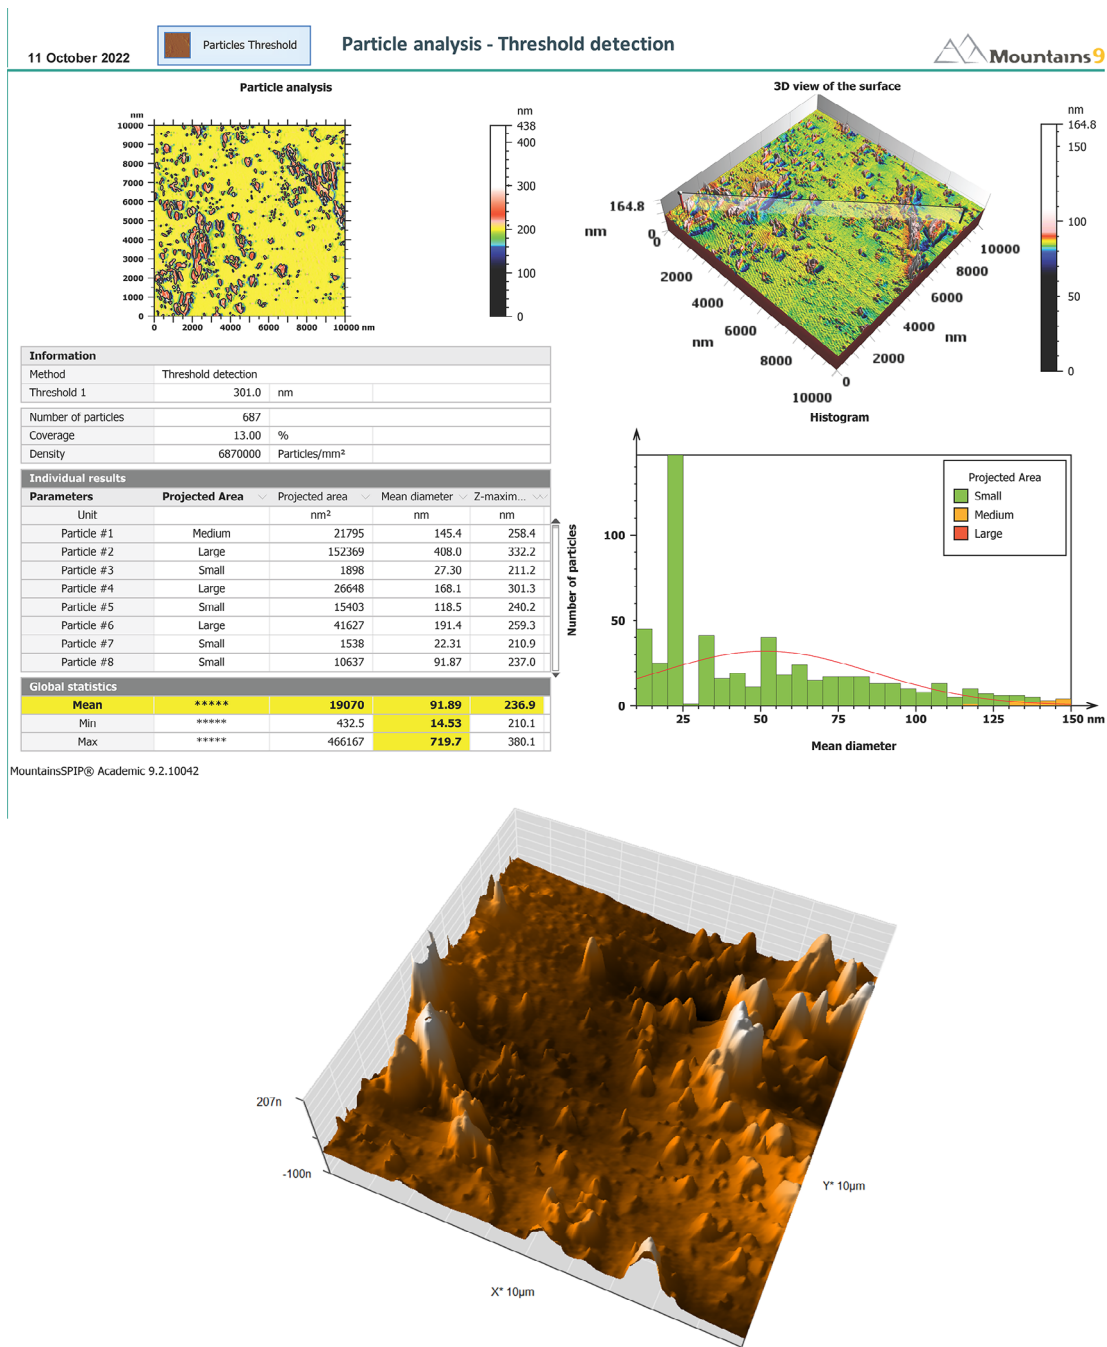 11 October 2022
Particles Threshold
Particle analysis - Threshold detection
Mountains9
Particle analysis
nm
10000
9000
8000
7000
6000
5000
4000
3000
2000
1000
0
0 2000 4000 6000 8000 10000 nm
nm
438
400
300
200
100
0
3D view of the surface
164.8
nm
0
0
2000
4000
nm 6000
8000
10000
0
2000
4000 nm
6000
8000
10000
nm
164.8
150
100
50
0
Information
Method Threshold detection
Threshold 1 301.0 nm
Number of particles 687
Coverage 13.00 %
Density 6870000 Particles/mm²
Individual results
Parameters Projected Area Projected area Mean diameter Z-maxim...
Unit nm² nm nm
Particle #1 Medium 21795 145.4 258.4
Particle #2 Large 152369 408.0 332.2
Particle #3 Small 1898 27.30 211.2
Particle #4 Large 26648 168.1 301.3
Particle #5 Small 15403 118.5 240.2
Particle #6 Large 41627 191.4 259.3
Particle #7 Small 1538 22.31 210.9
Particle #8 Small 10637 91.87 237.0
Global statistics
Mean ***** 19070 91.89 236.9
Min ***** 432.5 14.53 210.1
Max ***** 466167 719.7 380.1
MountainsSPIP® Academic 9.2.10042
Histogram
Number of particles
100
50
0
Projected Area
Small
Medium
Large
25 50 75 100 125 150 nm
Mean diameter
207n
-100n
X* 10µm
Y* 10µm